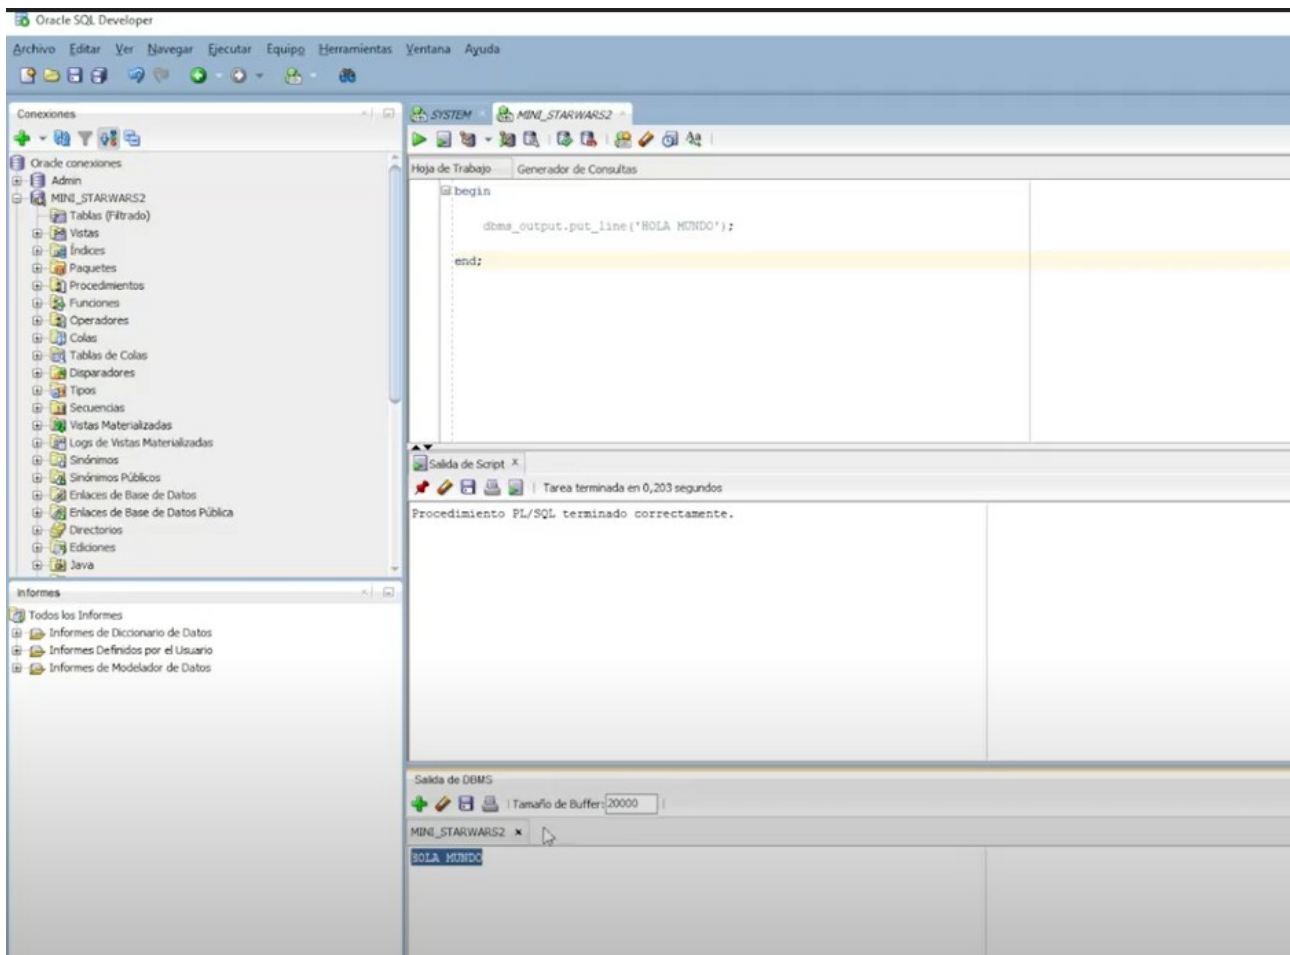 Oracle SQL Developer
Archivo Editar Ver Navegar Ejecutar Equipo Herramientas Ventana Ayuda
Conexiones
Oracle conexiones
Admin
MINI_STARWARS2
Tablas (Filtrado)
Vistas
Índices
Paquetes
Procedimientos
Funciones
Operadores
Colas
Tablas de Colas
Disparadores
Tipos
Secuencias
Vistas Materializadas
Logs de Vistas Materializadas
Sinónimos
Sinónimos Públicos
Enlaces de Base de Datos
Enlaces de Base de Datos Pública
Directorios
Ediciones
Java
Informes
Todos los Informes
Informes de Diccionario de Datos
Informes Definidos por el Usuario
Informes de Modelador de Datos
SYSTEM MINI_STARWARS2
Hoja de Trabajo Generador de Consultas
begin
dbms_output.put_line('HOLA MUNDO');
end;
Salida de Script
Tarea terminada en 0,203 segundos
Procedimiento PL/SQL terminado correctamente.
Salida de DBMS
Tamaño de Buffer: 20000
MINI_STARWARS2
HOLA MUNDO